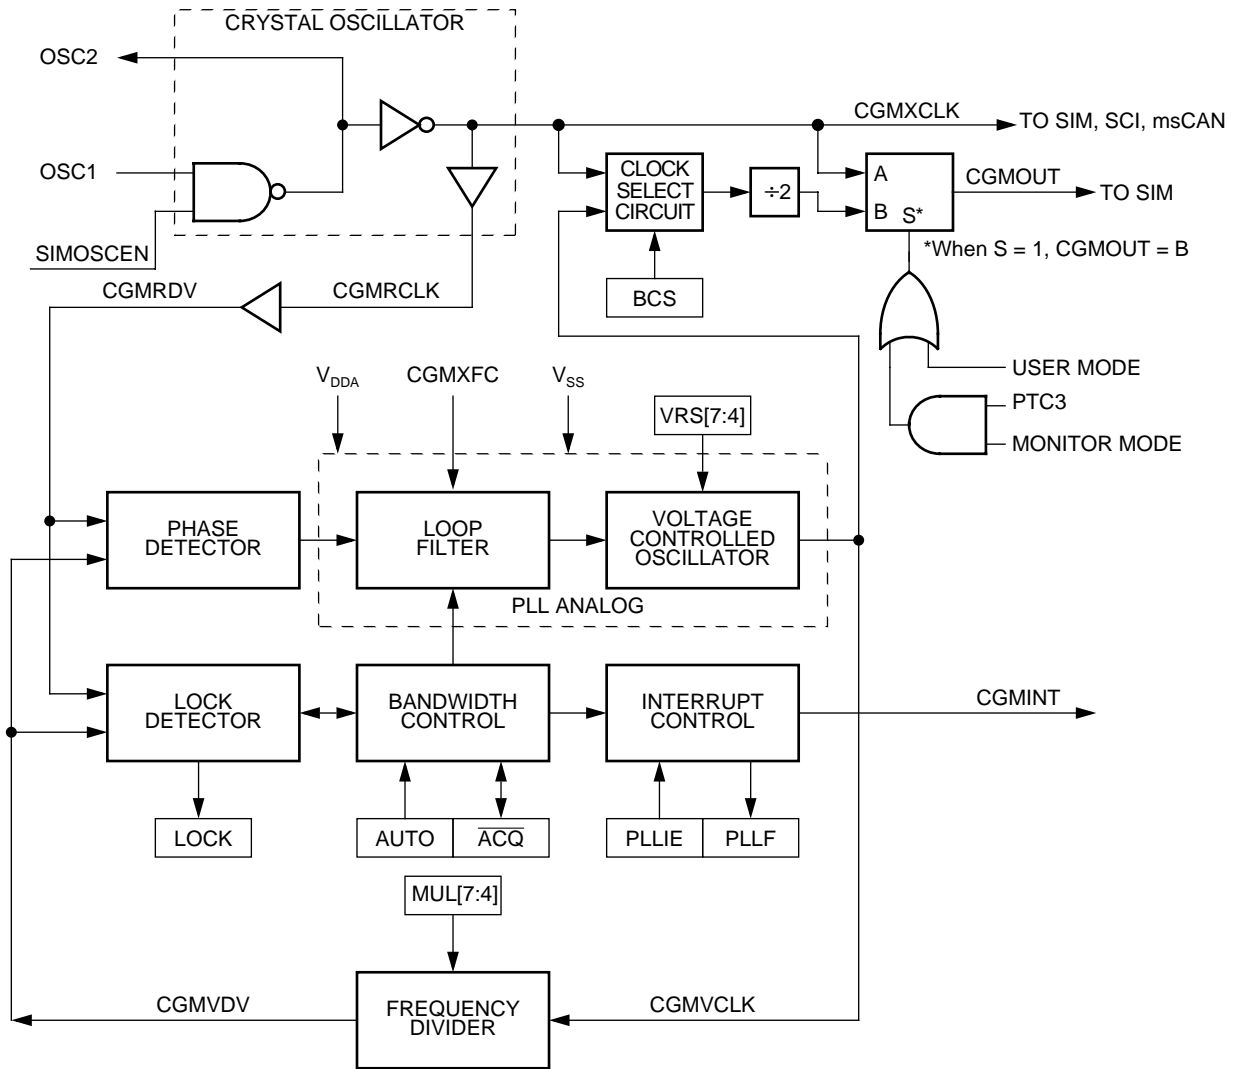 CRYSTAL OSCILLATOR
OSC2
CGMXCLK
TO SIM, SCI, msCAN
OSC1
CLOCK
SELECT
CIRCUIT
÷2
A
B
S*
CGMOUT
TO SIM
*When S = 1, CGMOUT = B
SIMOSCEN
CGMRDV
CGMRCLK
BCS
USER MODE
PTC3
MONITOR MODE
VDDA
CGMXFC
VSS
VRS[7:4]
PHASE
DETECTOR
LOOP
FILTER
VOLTAGE
CONTROLLED
OSCILLATOR
PLL ANALOG
LOCK
DETECTOR
BANDWIDTH
CONTROL
INTERRUPT
CONTROL
CGMINT
LOCK
AUTO
A̅C̅Q̅
PLLIE
PLLF
MUL[7:4]
CGMVDV
FREQUENCY
DIVIDER
CGMVCLK